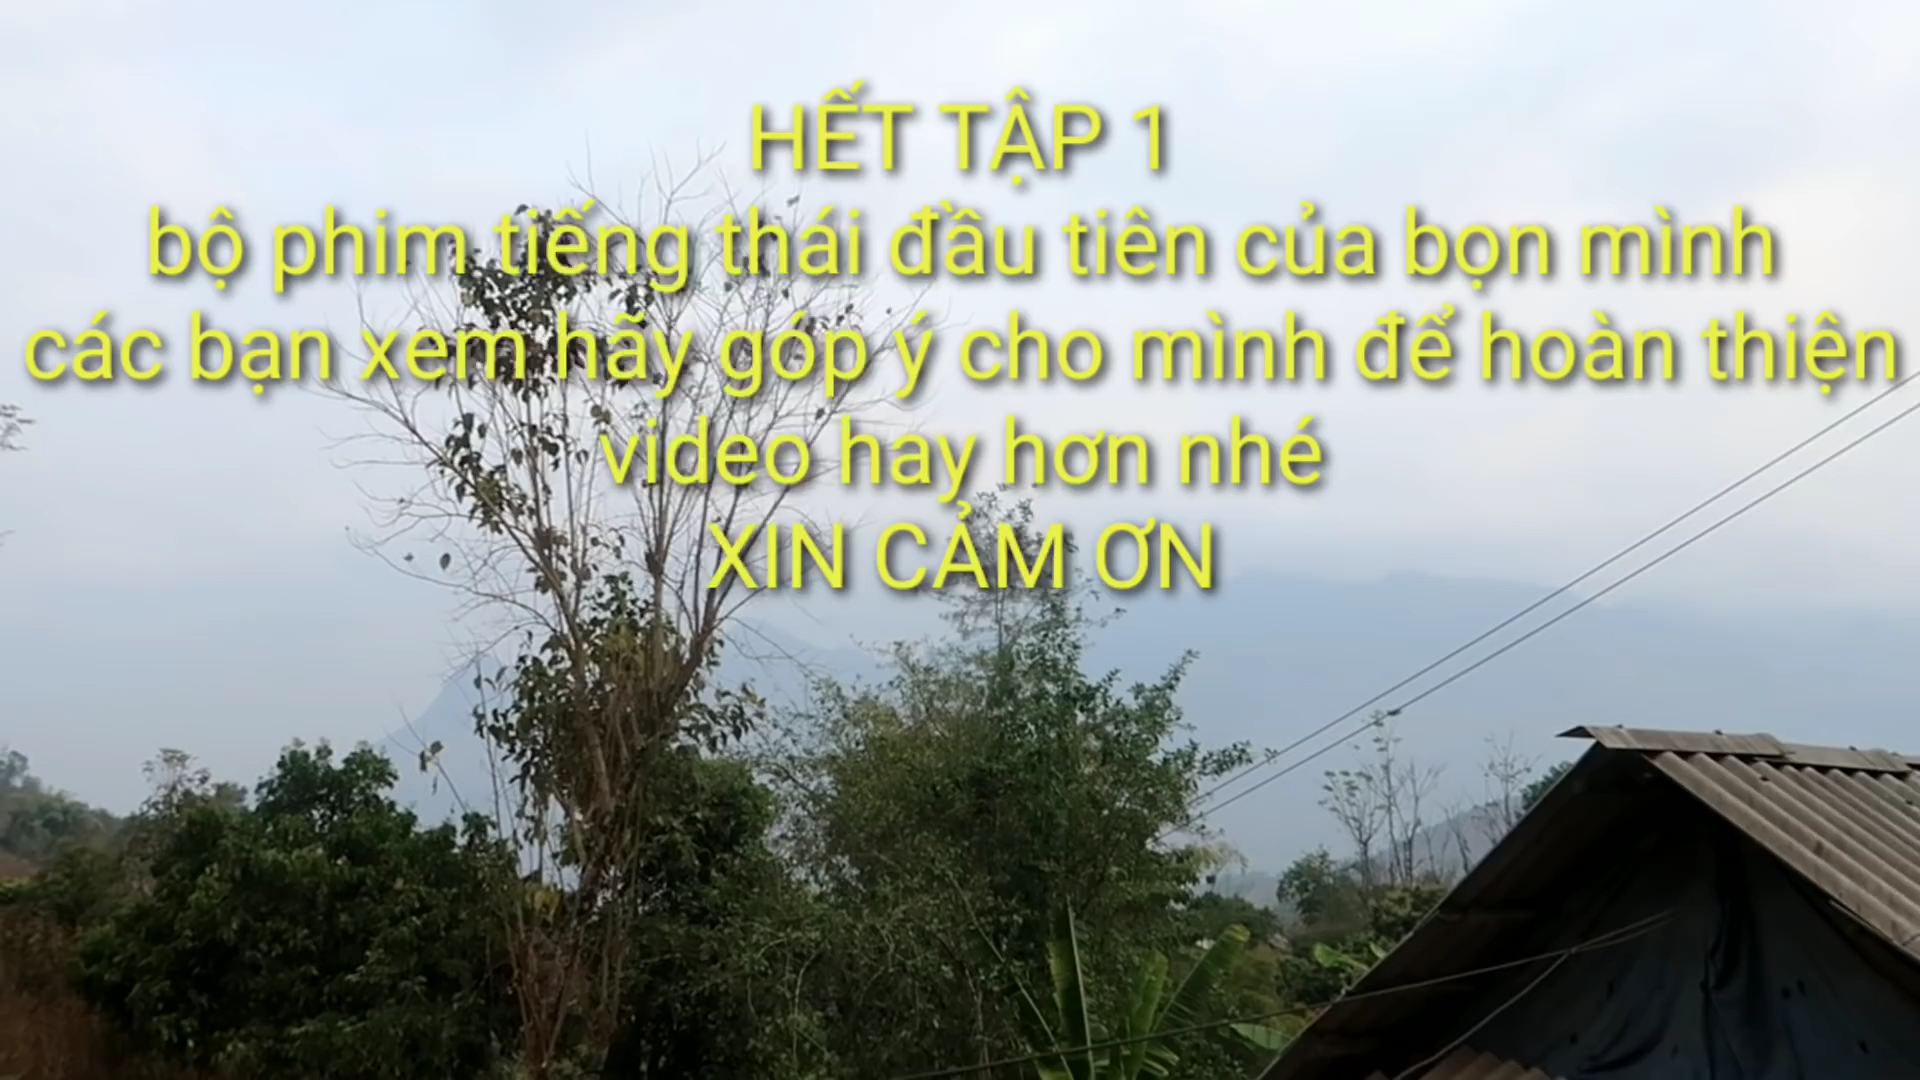 HẾT TẬP 1
bộ phim tiếng thái đầu tiên của bọn mình
các bạn xem hãy góp ý cho mình để hoàn thiện
video hay hơn nhé
XIN CẢM ƠN